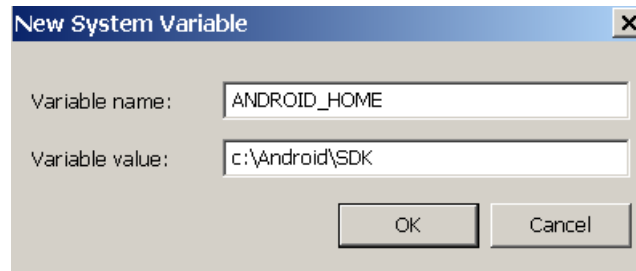 New System Variable
Variable name: ANDROID_HOME
Variable value: c:\Android\SDK
OK Cancel